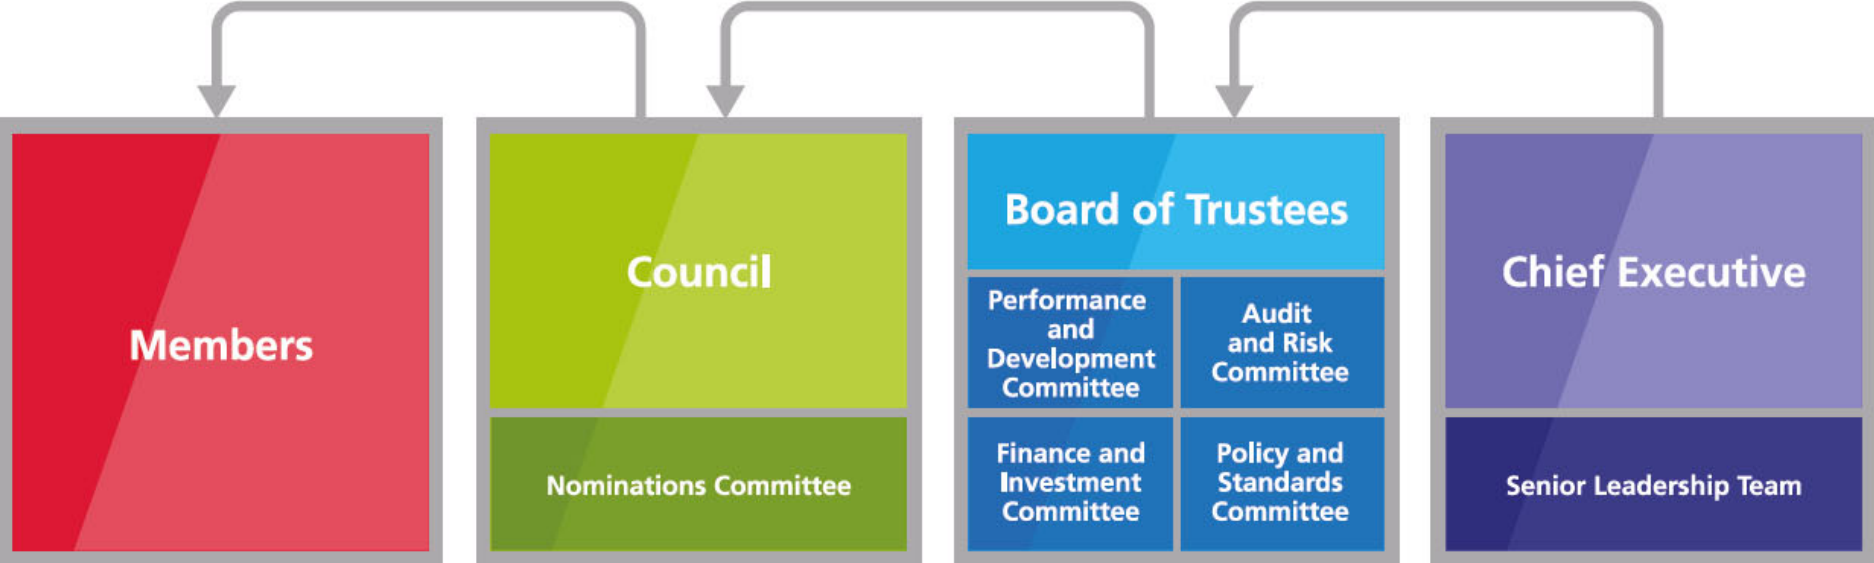 Members
Council
Nominations Committee
Board of Trustees
Performance
and
Development
Committee
Audit
and Risk
Committee
Finance and
Investment
Committee
Policy and
Standards
Committee
Chief Executive
Senior Leadership Team